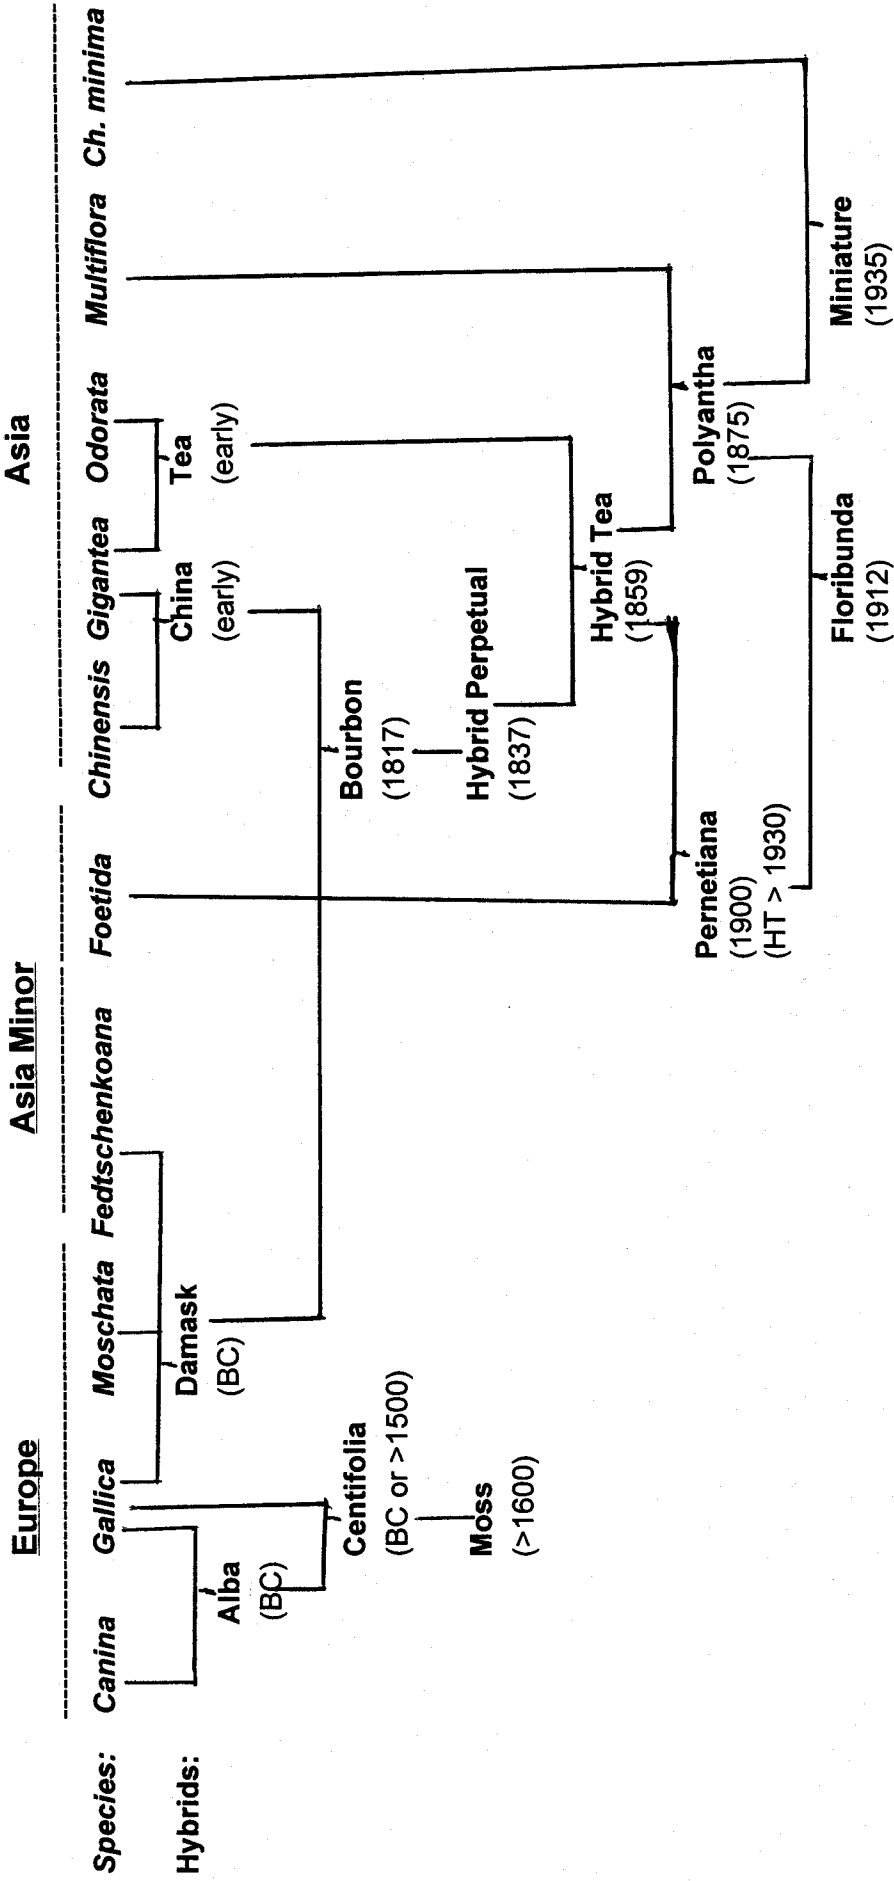 Europe Asia Minor Asia
Species: Canina Gallica Moschata Fedtschenkoana Foetida Chinensis Gigantea Odorata Multiflora Ch. minima
Hybrids: Alba Damask China Tea
(BC) (BC) (early) (early)
Centifolia Bourbon
(BC or >1500) (1817)
Moss Hybrid Perpetual
(>1600) (1837)
Hybrid Tea
(1859)
Pernetiana Polyantha
(1900) (1875)
(HT > 1930)
Floribunda Miniature
(1912) (1935)